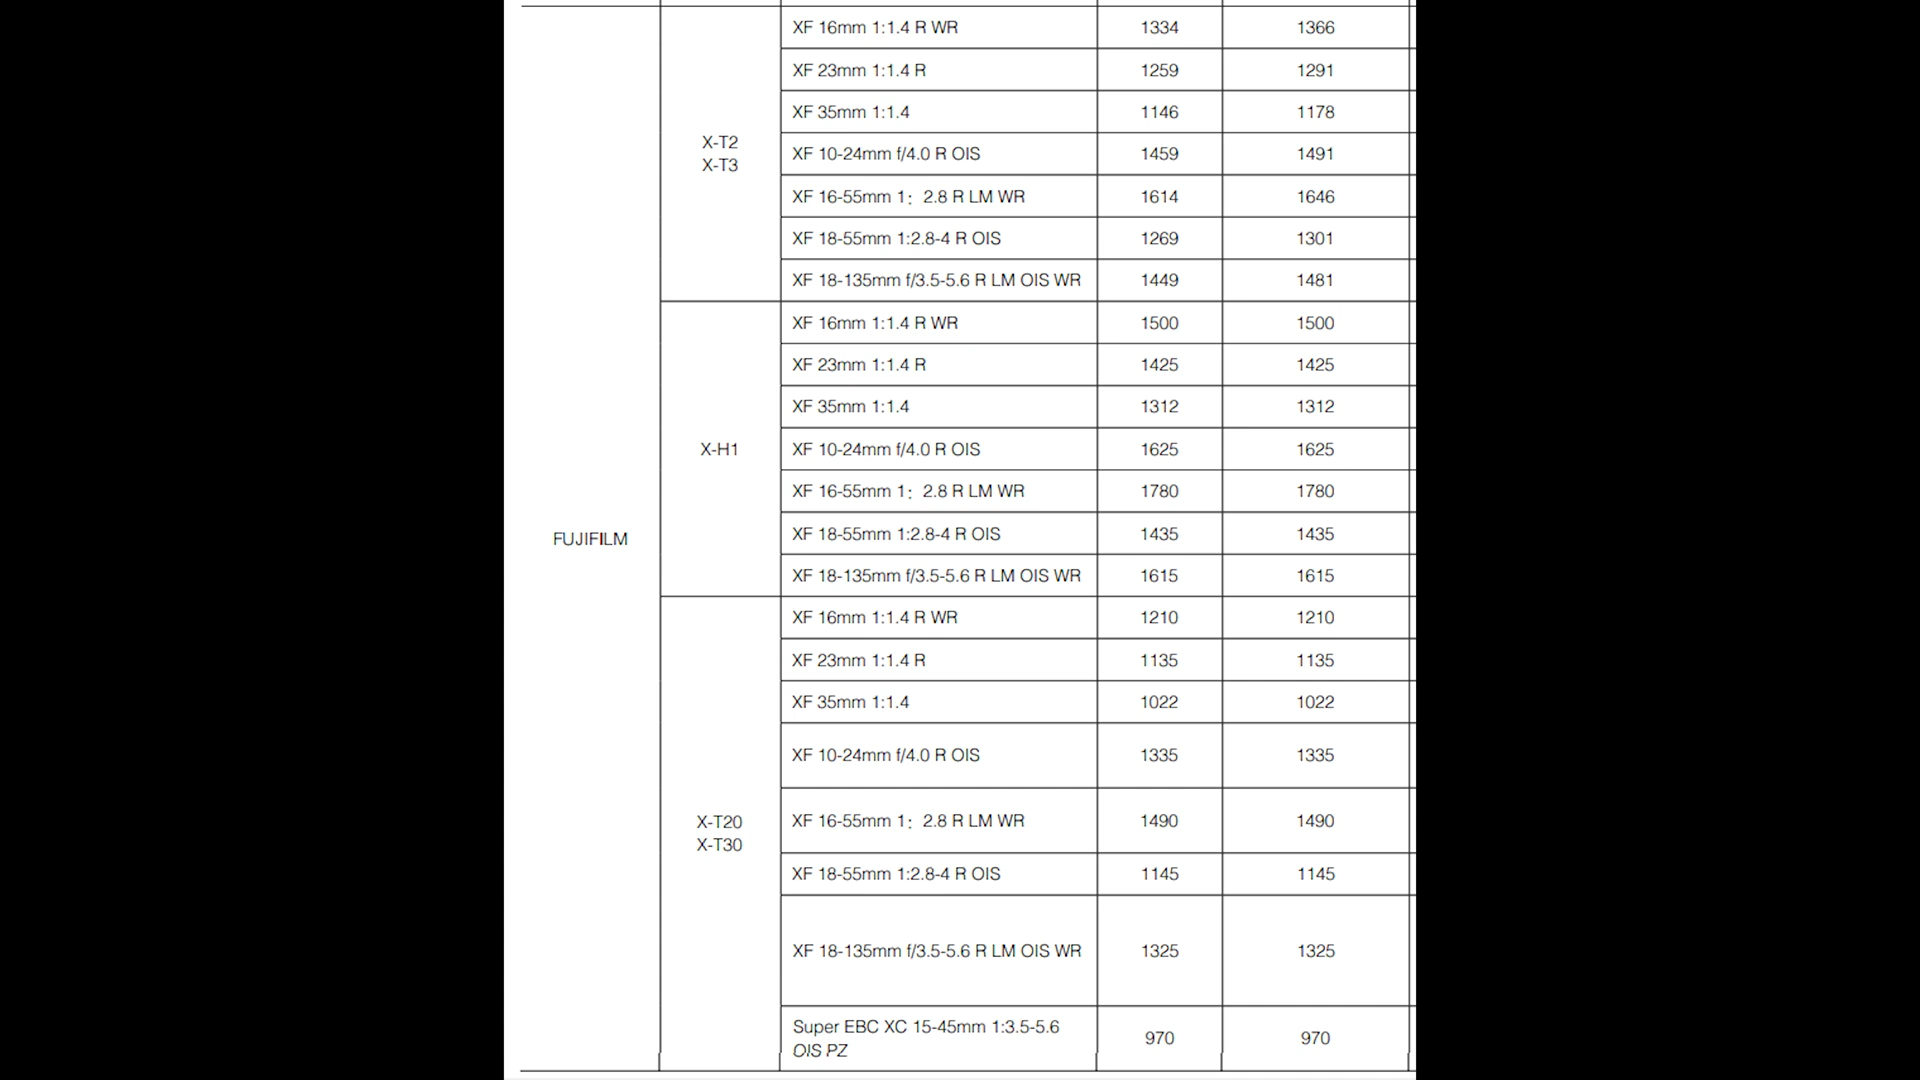 XF 16mm 1:1.4 R WR 1334 1366
XF 23mm 1:1.4 R 1259 1291
XF 35mm 1:1.4 1146 1178
X-T2
X-T3
XF 10-24mm f/4.0 R OIS 1459 1491
XF 16-55mm 1：2.8 R LM WR 1614 1646
XF 18-55mm 1:2.8-4 R OIS 1269 1301
XF 18-135mm f/3.5-5.6 R LM OIS WR 1449 1481
XF 16mm 1:1.4 R WR 1500 1500
XF 23mm 1:1.4 R 1425 1425
XF 35mm 1:1.4 1312 1312
X-H1 XF 10-24mm f/4.0 R OIS 1625 1625
XF 16-55mm 1：2.8 R LM WR 1780 1780
FUJIFILM XF 18-55mm 1:2.8-4 R OIS 1435 1435
XF 18-135mm f/3.5-5.6 R LM OIS WR 1615 1615
XF 16mm 1:1.4 R WR 1210 1210
XF 23mm 1:1.4 R 1135 1135
XF 35mm 1:1.4 1022 1022
XF 10-24mm f/4.0 R OIS 1335 1335
X-T20
X-T30
XF 16-55mm 1：2.8 R LM WR 1490 1490
XF 18-55mm 1:2.8-4 R OIS 1145 1145
XF 18-135mm f/3.5-5.6 R LM OIS WR 1325 1325
Super EBC XC 15-45mm 1:3.5-5.6
OIS PZ 970 970